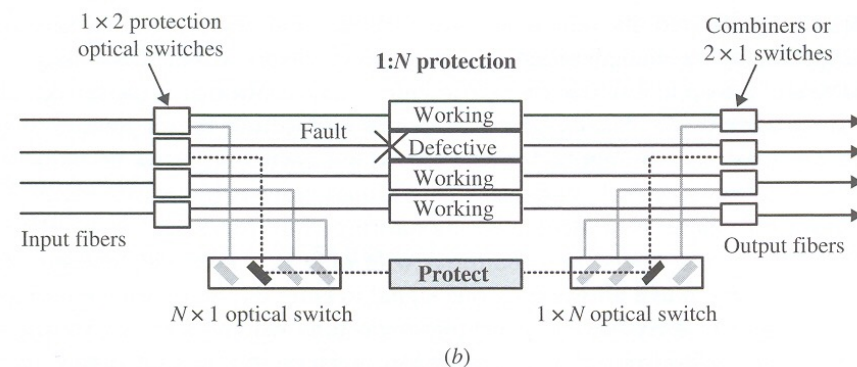 1 × 2 protection
optical switches
1:N protection
Combiners or
2 × 1 switches
Working
Fault
Defective
Working
Working
Input fibers
Output fibers
Protect
N × 1 optical switch
1 × N optical switch
(b)